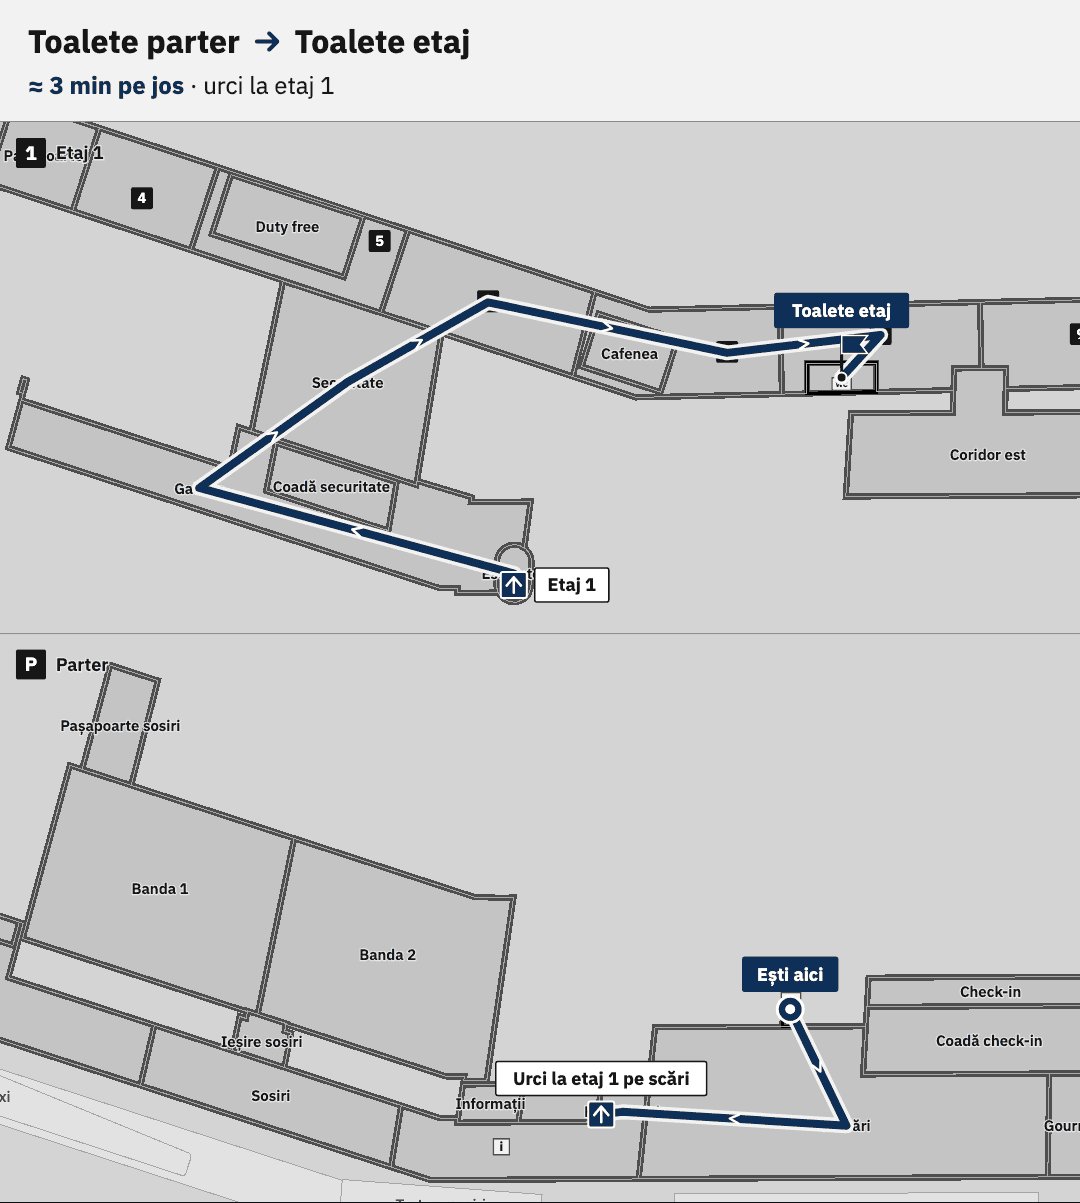 Toalete parter → Toalete etaj
≈ 3 min pe jos · urci la etaj 1
1 Etaj 1
4
Duty free
5
Toalete etaj
Cafenea
Coridor est
Coadă securitate
Etaj 1
P Parter
Pașapoarte sosiri
Banda 1
Banda 2
Ești aici
Check-in
Coadă check-in
Ieșire sosiri
Urci la etaj 1 pe scări
Sosiri
Informații
i